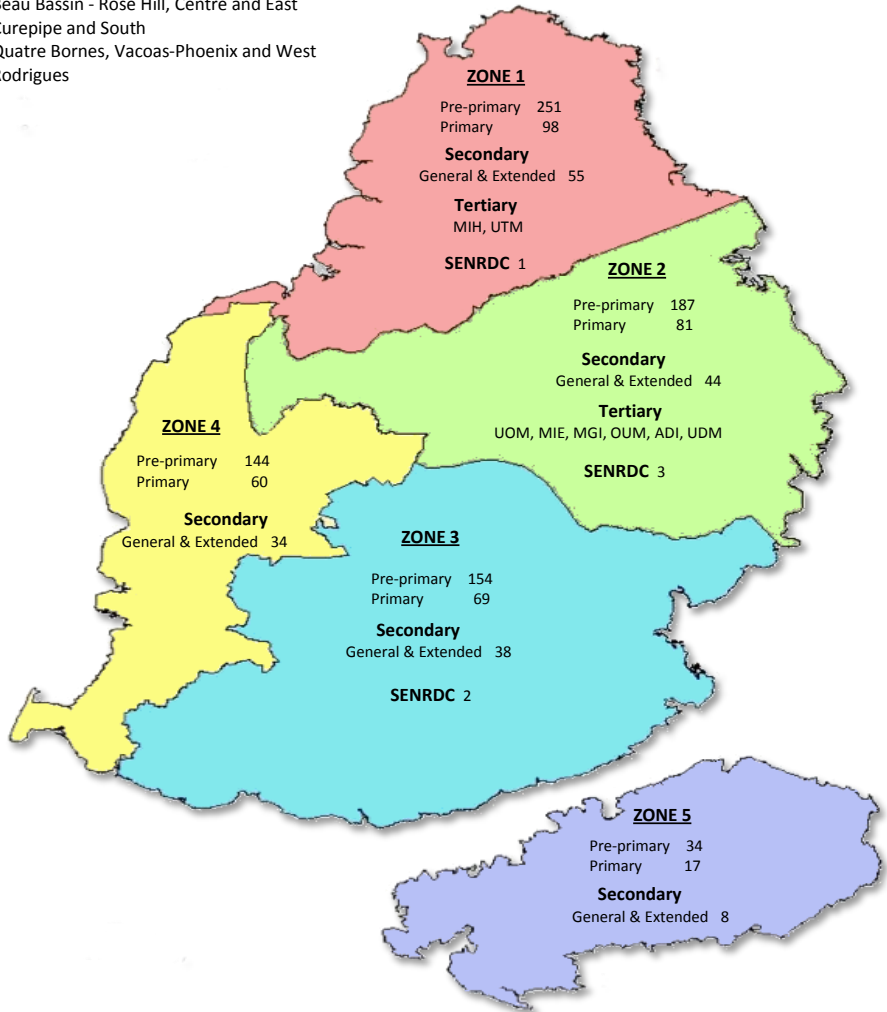 Beau Bassin - Rose Hill, Centre and East
Curepipe and South
Quatre Bornes, Vacoas-Phoenix and West
Rodrigues
ZONE 1
Pre-primary 251
Primary 98
Secondary
General & Extended 55
Tertiary
MIH, UTM
SENRDC 1
ZONE 2
Pre-primary 187
Primary 81
Secondary
General & Extended 44
Tertiary
UOM, MIE, MGI, OUM, ADI, UDM
SENRDC 3
ZONE 4
Pre-primary 144
Primary 60
Secondary
General & Extended 34
ZONE 3
Pre-primary 154
Primary 69
Secondary
General & Extended 38
SENRDC 2
ZONE 5
Pre-primary 34
Primary 17
Secondary
General & Extended 8